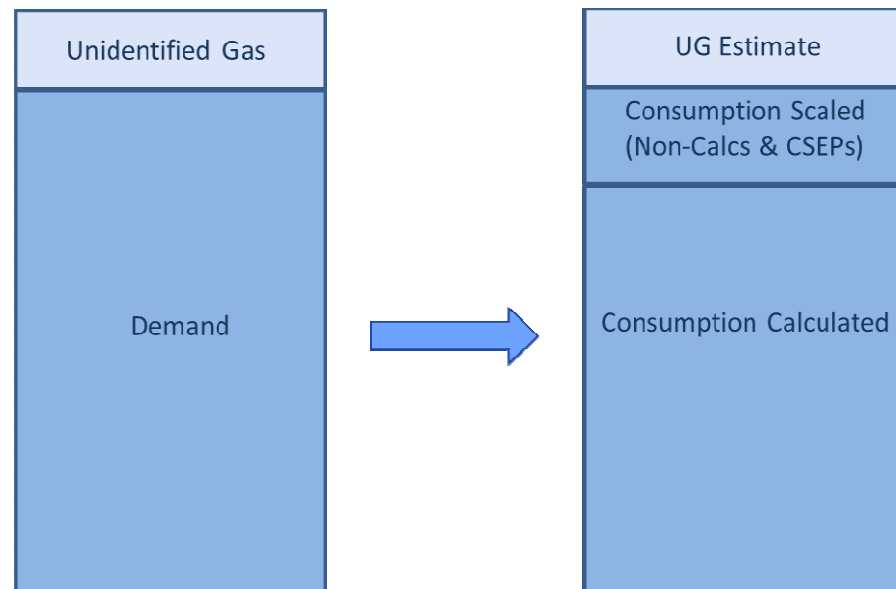 Unidentified Gas
Demand
UG Estimate
Consumption Scaled
(Non-Calcs & CSEPs)
Consumption Calculated